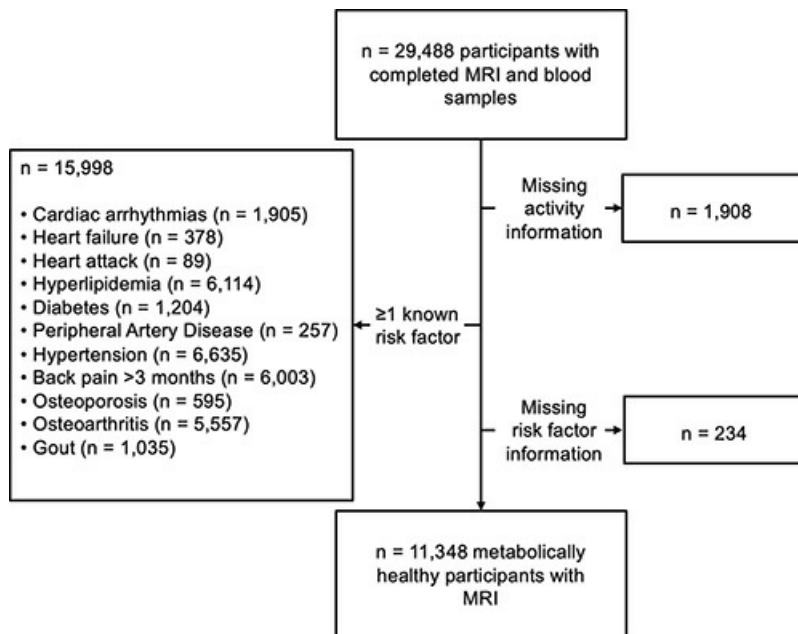 n = 29,488 participants with
completed MRI and blood
samples
n = 15,998
• Cardiac arrhythmias (n = 1,905)
• Heart failure (n = 378)
• Heart attack (n = 89)
• Hyperlipidemia (n = 6,114)
• Diabetes (n = 1,204)
• Peripheral Artery Disease (n = 257)
• Hypertension (n = 6,635)
• Back pain >3 months (n = 6,003)
• Osteoporosis (n = 595)
• Osteoarthritis (n = 5,557)
• Gout (n = 1,035)
Missing
activity
information
n = 1,908
≥1 known
risk factor
Missing
risk factor
information
n = 234
n = 11,348 metabolically
healthy participants with
MRI